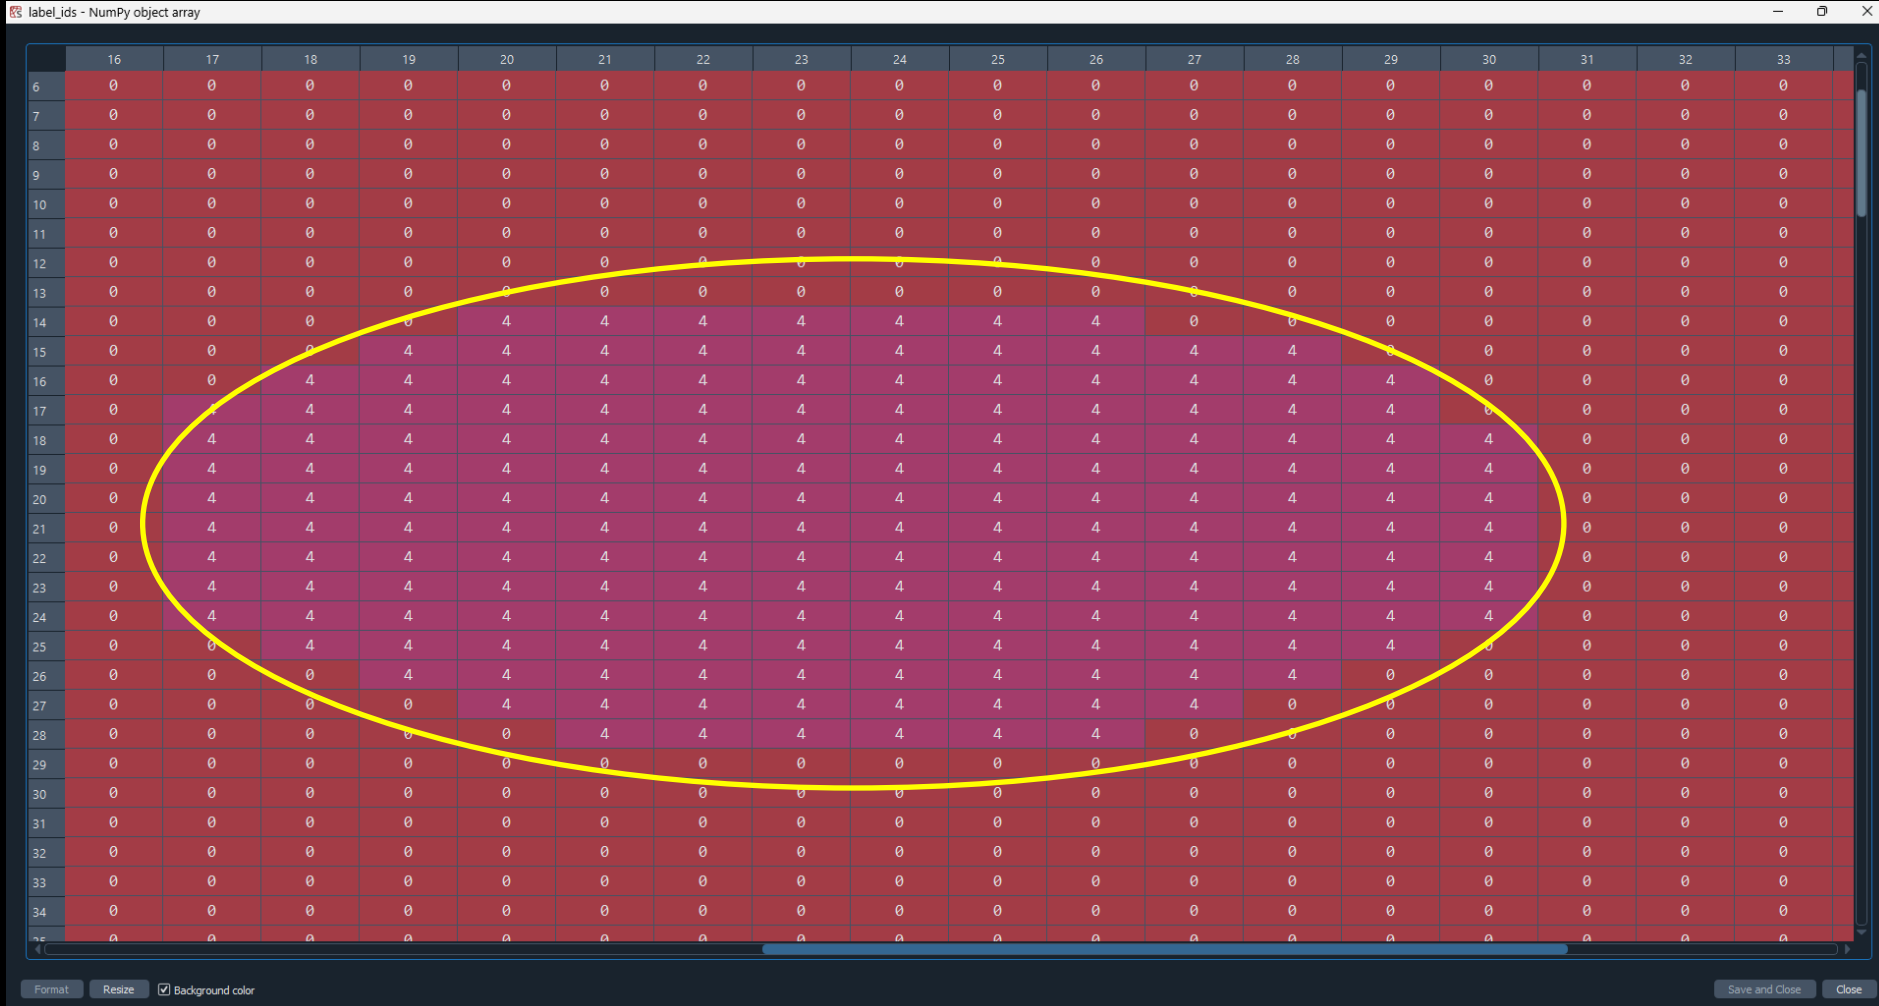 label_ids - NumPy object array
16 17 18 19 20 21 22 23 24 25 26 27 28 29 30 31 32 33
6 0 0 0 0 0 0 0 0 0 0 0 0 0 0 0 0 0 0
7 0 0 0 0 0 0 0 0 0 0 0 0 0 0 0 0 0 0
8 0 0 0 0 0 0 0 0 0 0 0 0 0 0 0 0 0 0
9 0 0 0 0 0 0 0 0 0 0 0 0 0 0 0 0 0 0
10 0 0 0 0 0 0 0 0 0 0 0 0 0 0 0 0 0 0
11 0 0 0 0 0 0 0 0 0 0 0 0 0 0 0 0 0 0
12 0 0 0 0 0 0 0 0 0 0 0 0 0 0 0 0 0 0
13 0 0 0 0 0 0 0 0 0 0 0 0 0 0 0 0 0 0
14 0 0 0 0 4 4 4 4 4 4 4 0 0 0 0 0 0 0
15 0 0 0 4 4 4 4 4 4 4 4 4 4 0 0 0 0 0
16 0 0 4 4 4 4 4 4 4 4 4 4 4 4 0 0 0 0
17 0 4 4 4 4 4 4 4 4 4 4 4 4 4 0 0 0 0
18 0 4 4 4 4 4 4 4 4 4 4 4 4 4 4 0 0 0
19 0 4 4 4 4 4 4 4 4 4 4 4 4 4 4 0 0 0
20 0 4 4 4 4 4 4 4 4 4 4 4 4 4 4 0 0 0
21 0 4 4 4 4 4 4 4 4 4 4 4 4 4 4 0 0 0
22 0 4 4 4 4 4 4 4 4 4 4 4 4 4 4 0 0 0
23 0 4 4 4 4 4 4 4 4 4 4 4 4 4 4 0 0 0
24 0 4 4 4 4 4 4 4 4 4 4 4 4 4 4 0 0 0
25 0 0 4 4 4 4 4 4 4 4 4 4 4 4 0 0 0 0
26 0 0 0 4 4 4 4 4 4 4 4 4 4 0 0 0 0 0
27 0 0 0 0 4 4 4 4 4 4 4 4 0 0 0 0 0 0
28 0 0 0 0 0 4 4 4 4 4 4 0 0 0 0 0 0 0
29 0 0 0 0 0 0 0 0 0 0 0 0 0 0 0 0 0 0
30 0 0 0 0 0 0 0 0 0 0 0 0 0 0 0 0 0 0
31 0 0 0 0 0 0 0 0 0 0 0 0 0 0 0 0 0 0
32 0 0 0 0 0 0 0 0 0 0 0 0 0 0 0 0 0 0
33 0 0 0 0 0 0 0 0 0 0 0 0 0 0 0 0 0 0
34 0 0 0 0 0 0 0 0 0 0 0 0 0 0 0 0 0 0
Format Resize Background color Save and Close Close